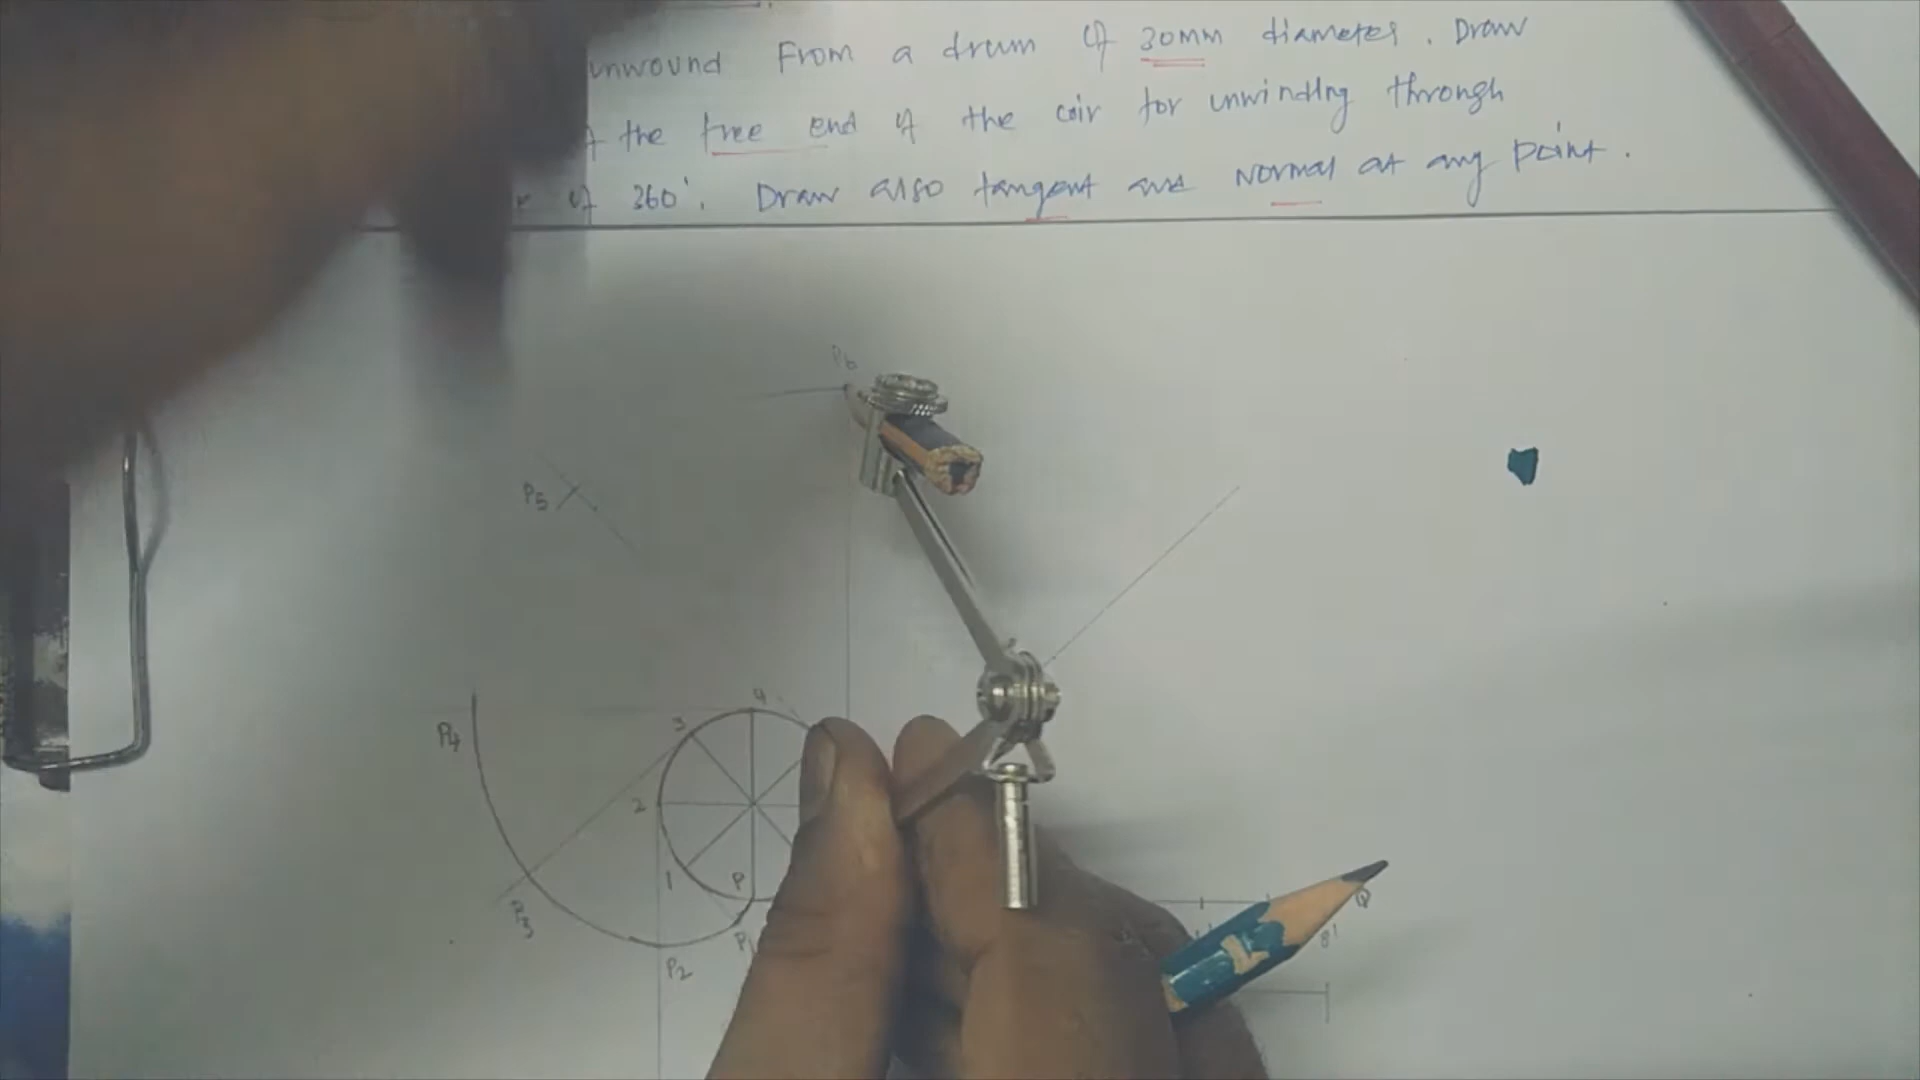 unwound From a drum of 30mm diameter. Draw
the free end of the coir for unwinding through
of 360°. Draw also tangent and Normal at any point.
P6
P5
4
P4
3
2
1
P
P3
P1
P2
Q
8'